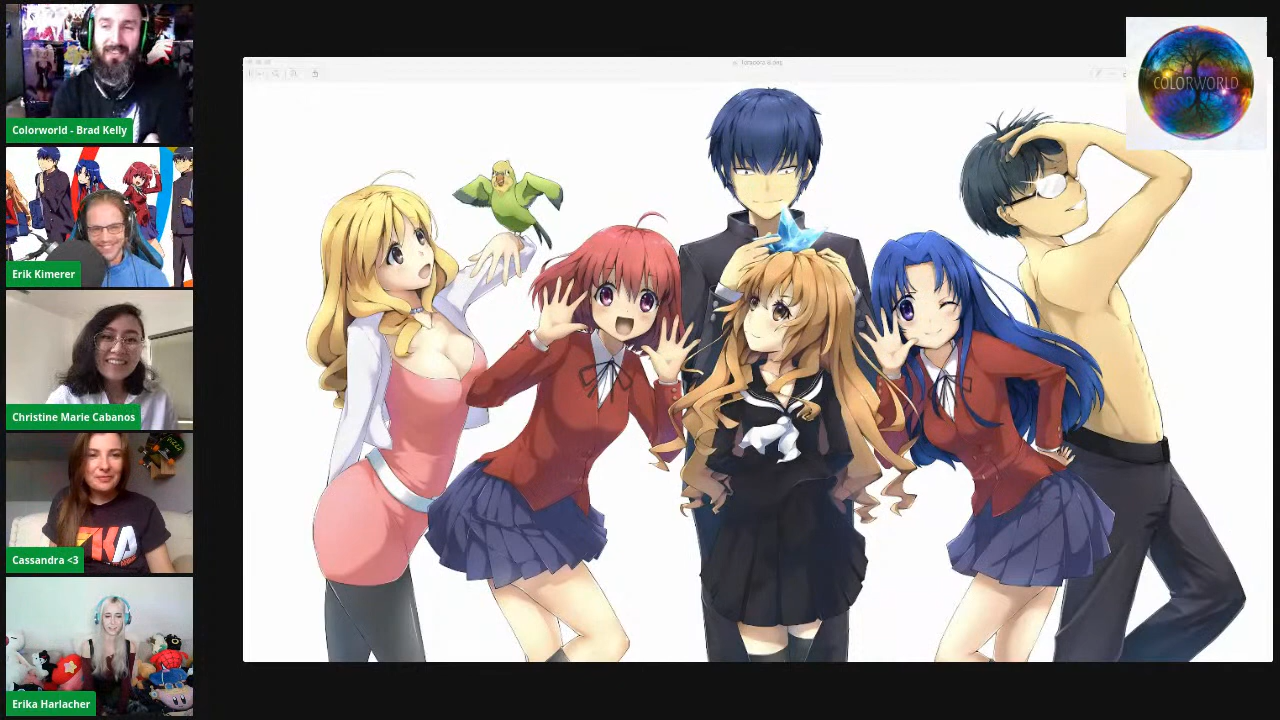 Colorworld - Brad Kelly
Erik Kimerer
Christine Marie Cabanos
Cassandra <3
Erika Harlacher
COLORWORLD